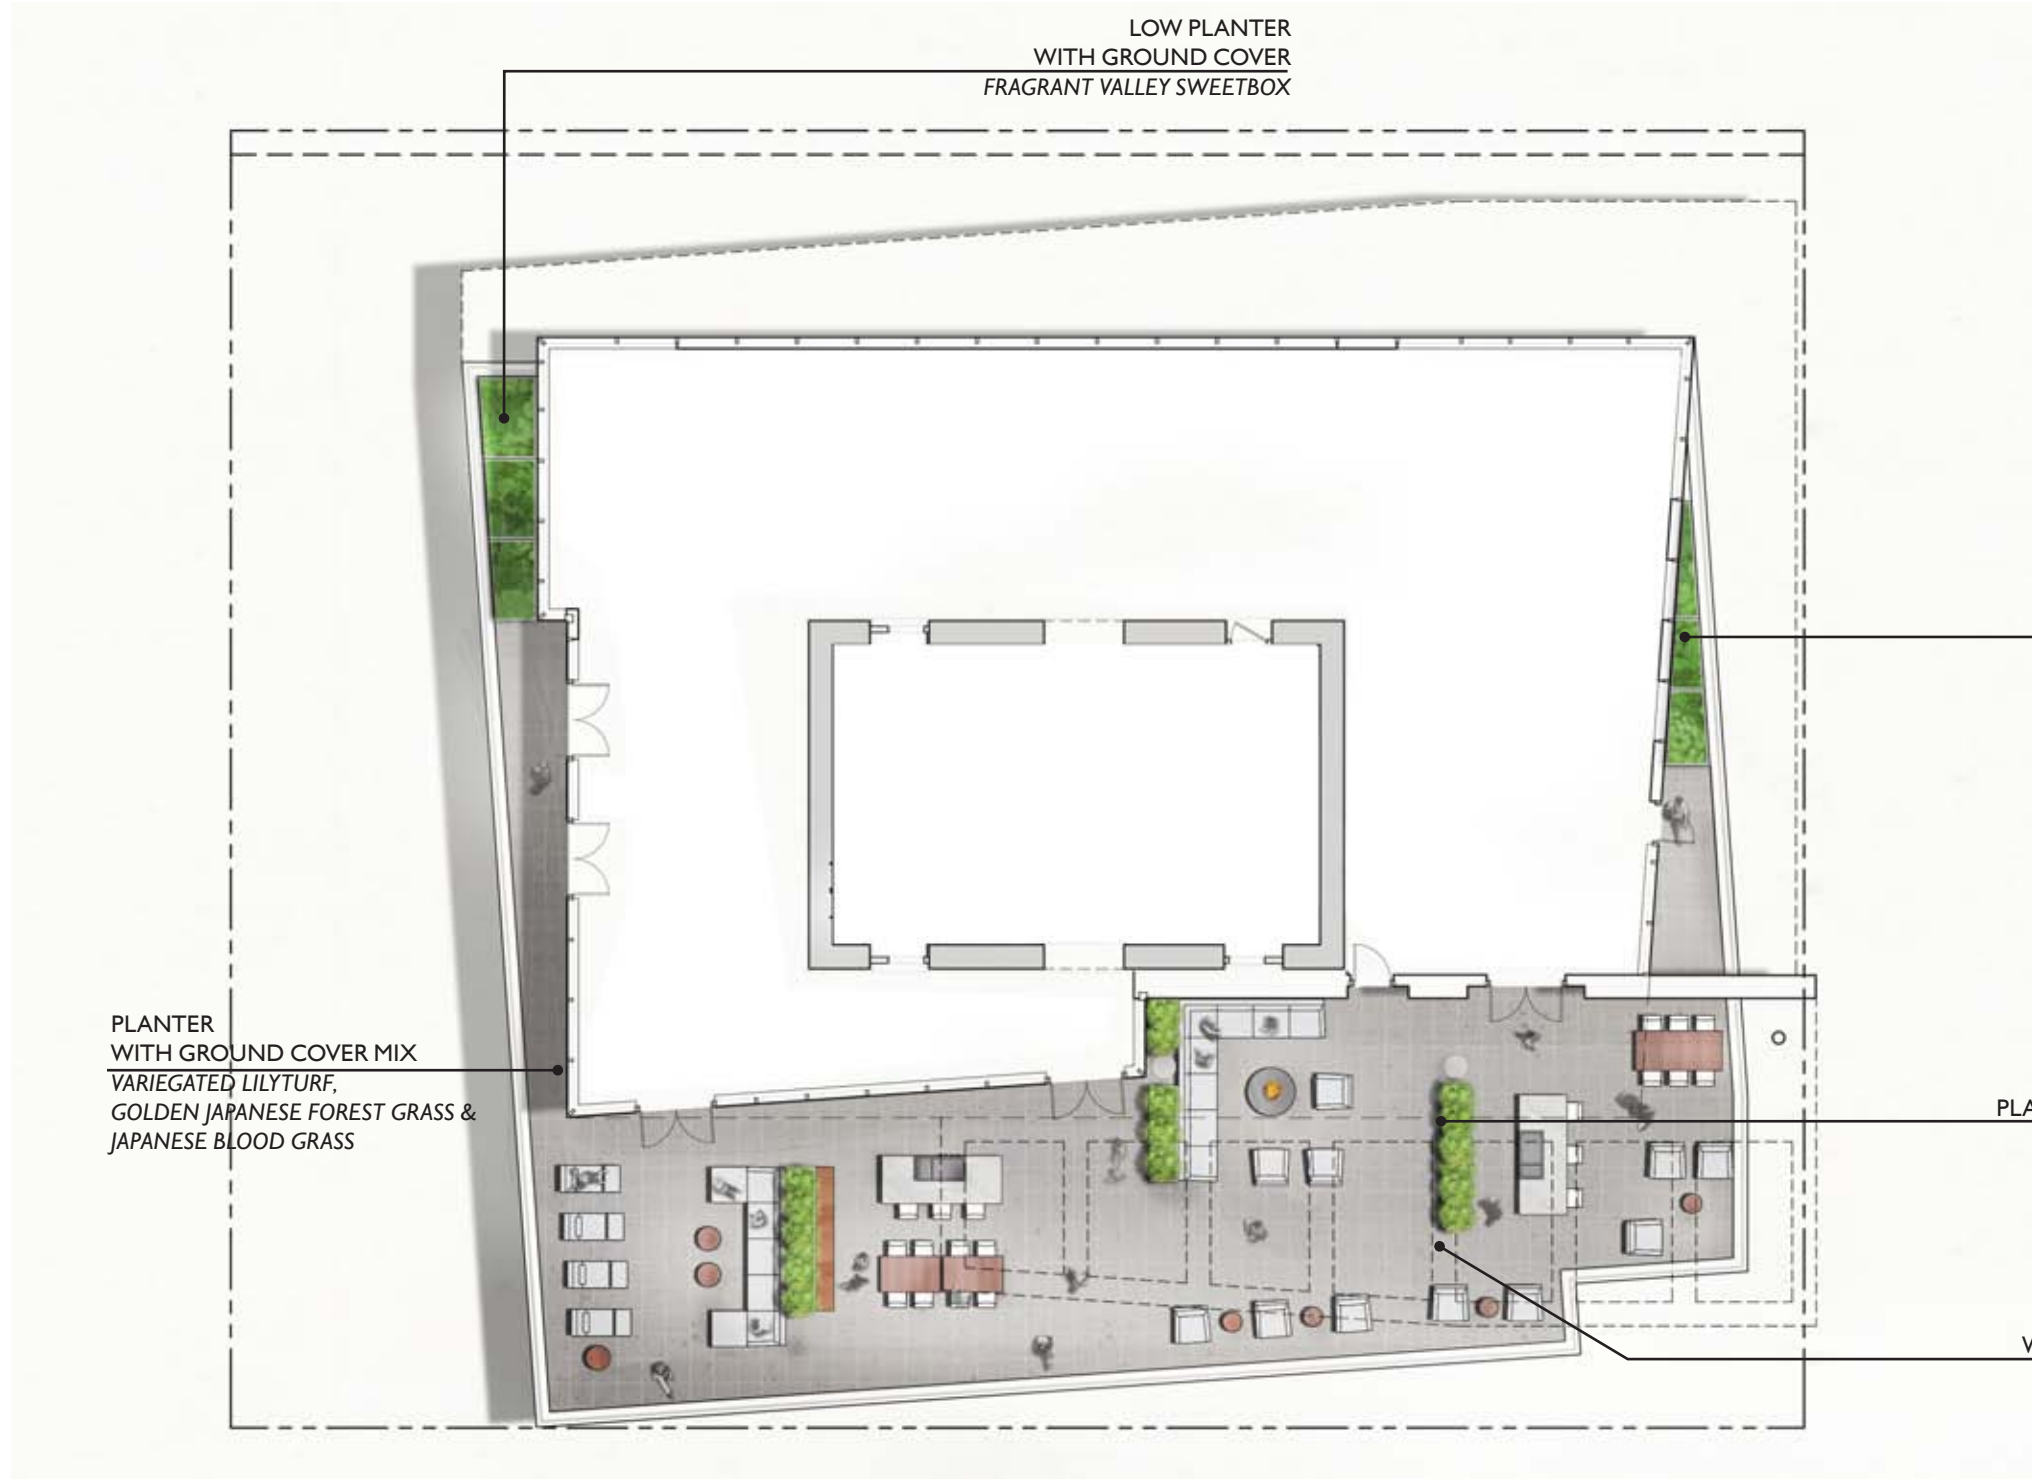 LOW PLANTER
WITH GROUND COVER
FRAGRANT VALLEY SWEETBOX
PLANTER
WITH GROUND COVER MIX
VARIEGATED LILYTURF,
GOLDEN JAPANESE FOREST GRASS &
JAPANESE BLOOD GRASS
PLA